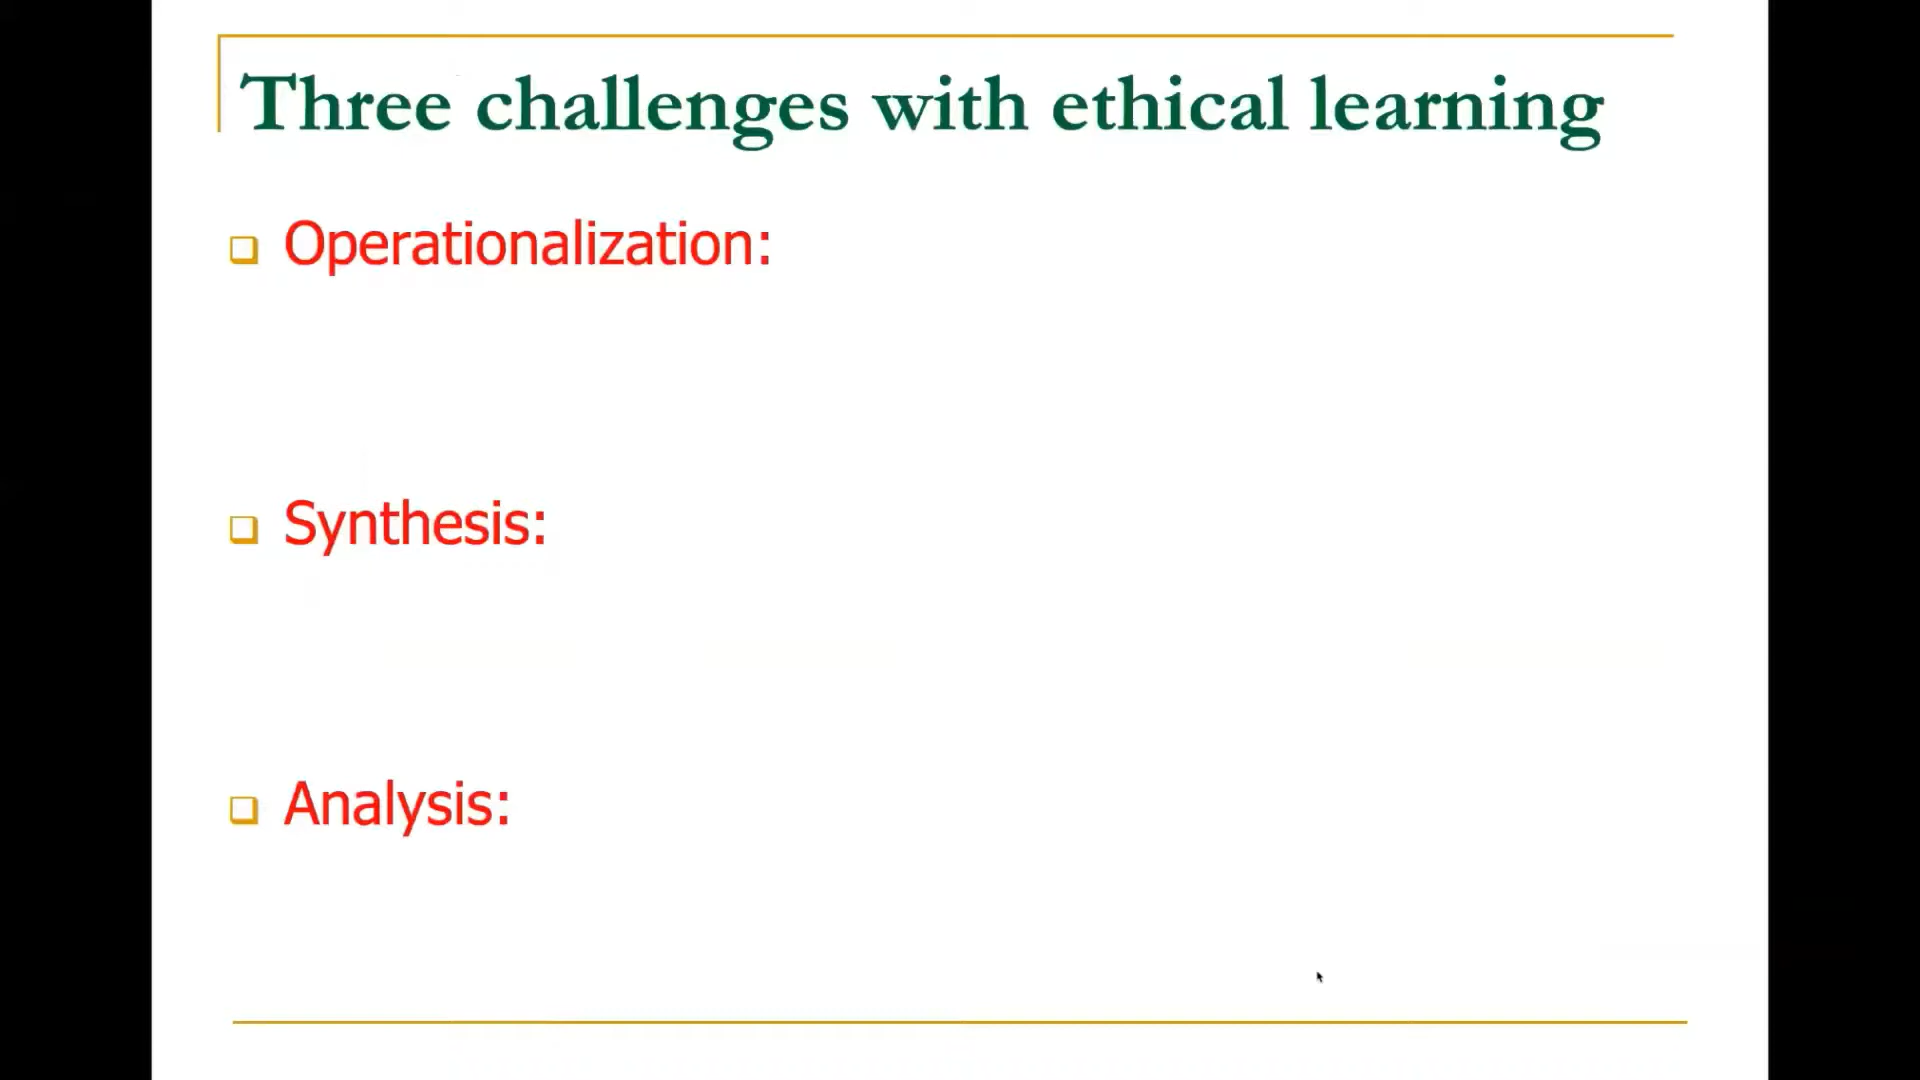 Three challenges with ethical learning
Operationalization:
Synthesis:
Analysis: